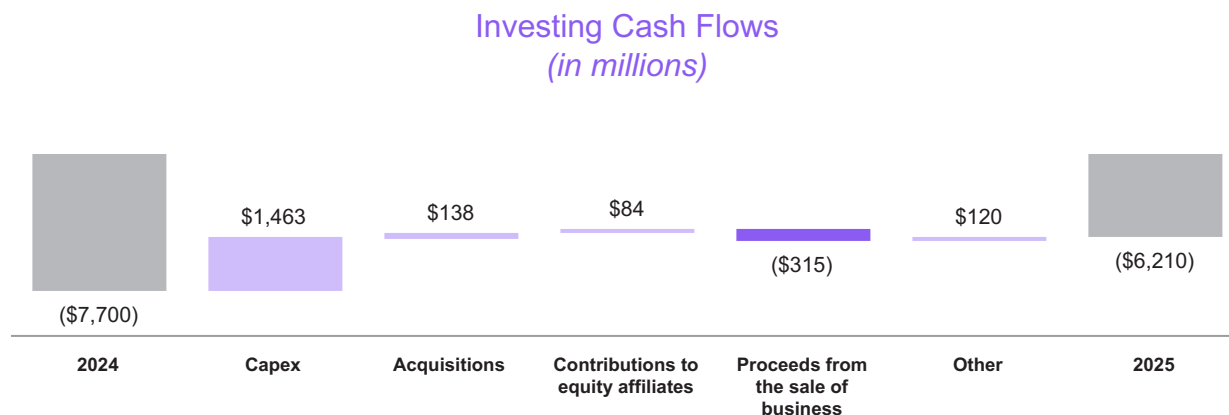 Investing Cash Flows
(in millions)
$1,463
$138
$84
$120
($315)
($6,210)
($7,700)
2024
Capex
Acquisitions
Contributions to
equity affiliates
Proceeds from
the sale of
business
Other
2025